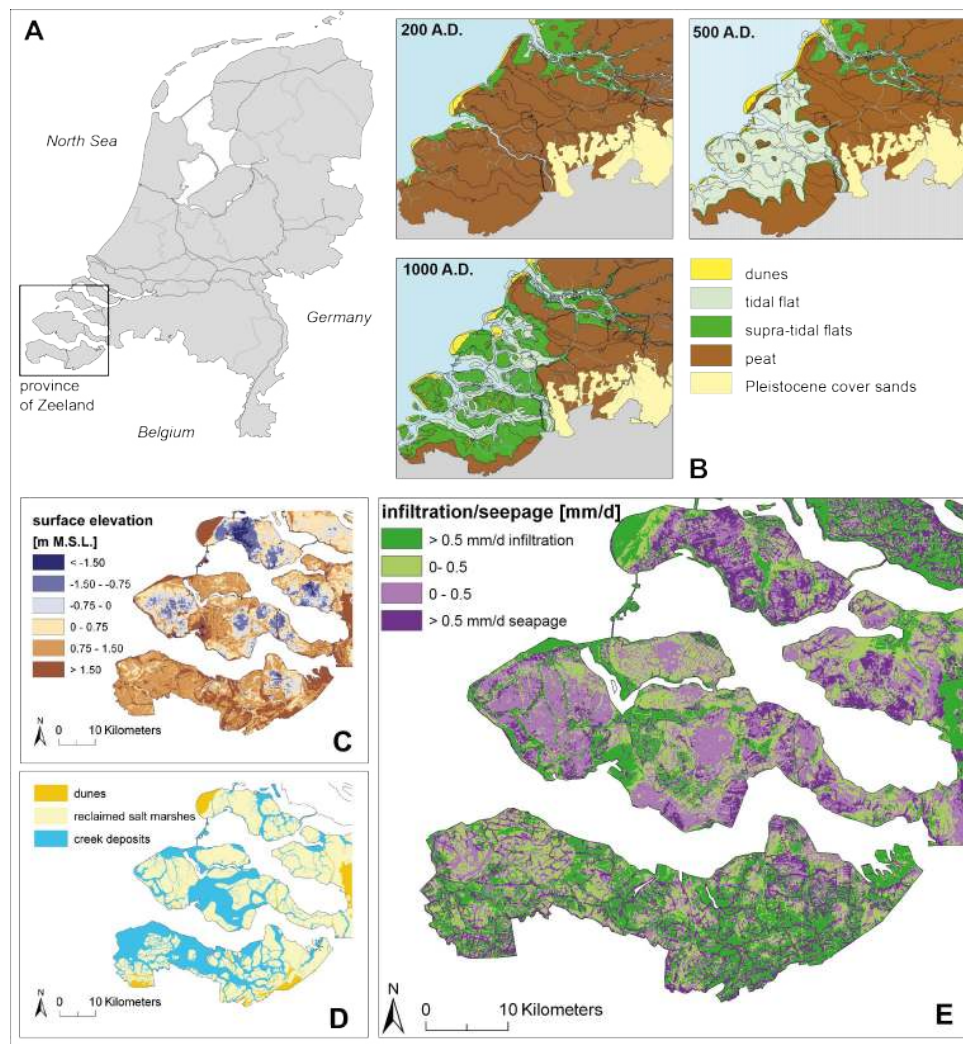 A
North Sea
Germany
province
of Zeeland
Belgium
200 A.D.
500 A.D.
1000 A.D.
dunes
tidal flat
supra-tidal flats
peat
Pleistocene cover sands
B
surface elevation
[m M.S.L.]
< -1.50
-1.50 - -0.75
-0.75 - 0
0 - 0.75
0.75 - 1.50
> 1.50
N
0 10 Kilometers
C
dunes
reclaimed salt marshes
creek deposits
N
0 10 Kilometers
D
infiltration/seepage [mm/d]
> 0.5 mm/d infiltration
0- 0.5
0 - 0.5
> 0.5 mm/d seapage
N
0 10 Kilometers
E